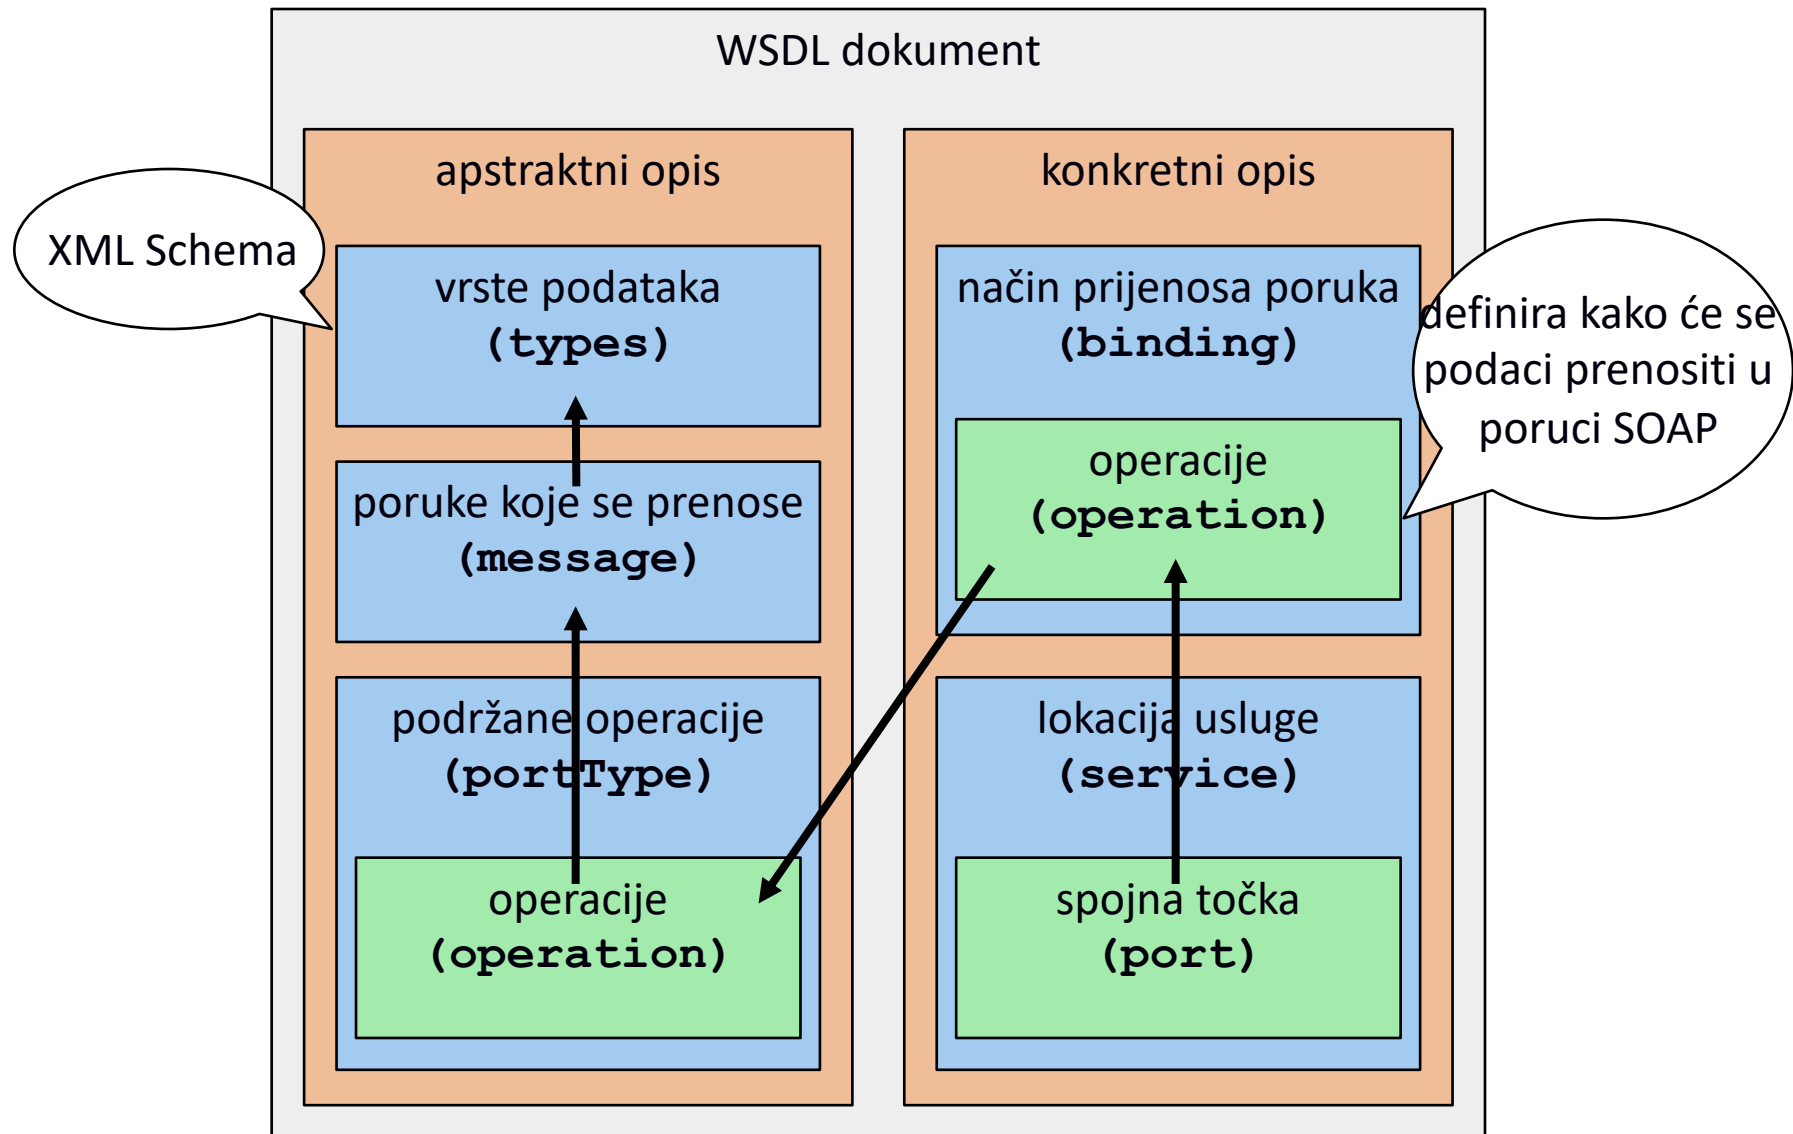 WSDL dokument
apstraktni opis
XML Schema
vrste podataka
(types)
poruke koje se prenose
(message)
podržane operacije
(portType)
operacije
(operation)
konkretni opis
način prijenosa poruka
(binding)
definira kako će se
podaci prenositi u
poruci SOAP
operacije
(operation)
lokacija usluge
(service)
spojna točka
(port)